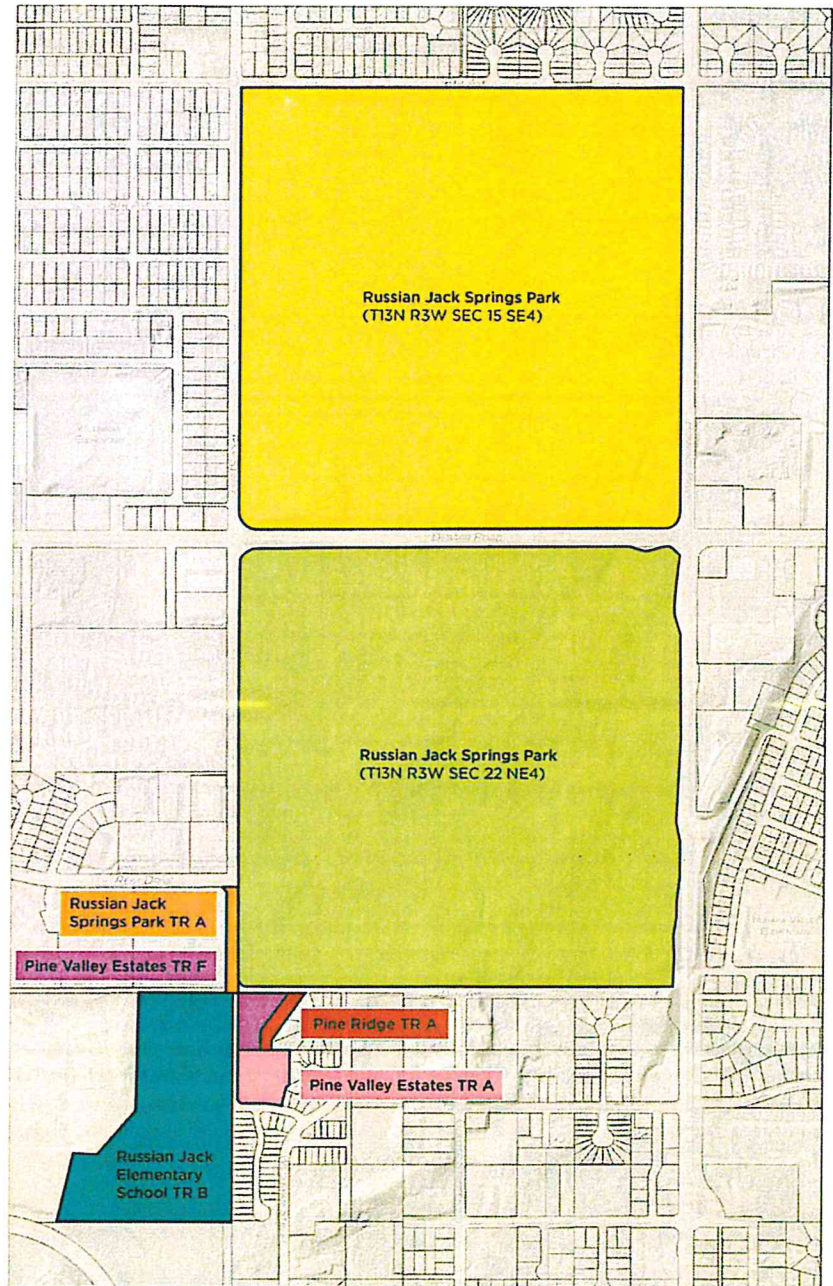 Russian Jack Springs Park
(T13N R3W SEC 15 SE4)
Russian Jack Springs Park
(T13N R3W SEC 22 NE4)
Russian Jack
Springs Park TR A
Pine Valley Estates TR F
Pine Ridge TR A
Pine Valley Estates TR A
Russian Jack
Elementary
School TR B